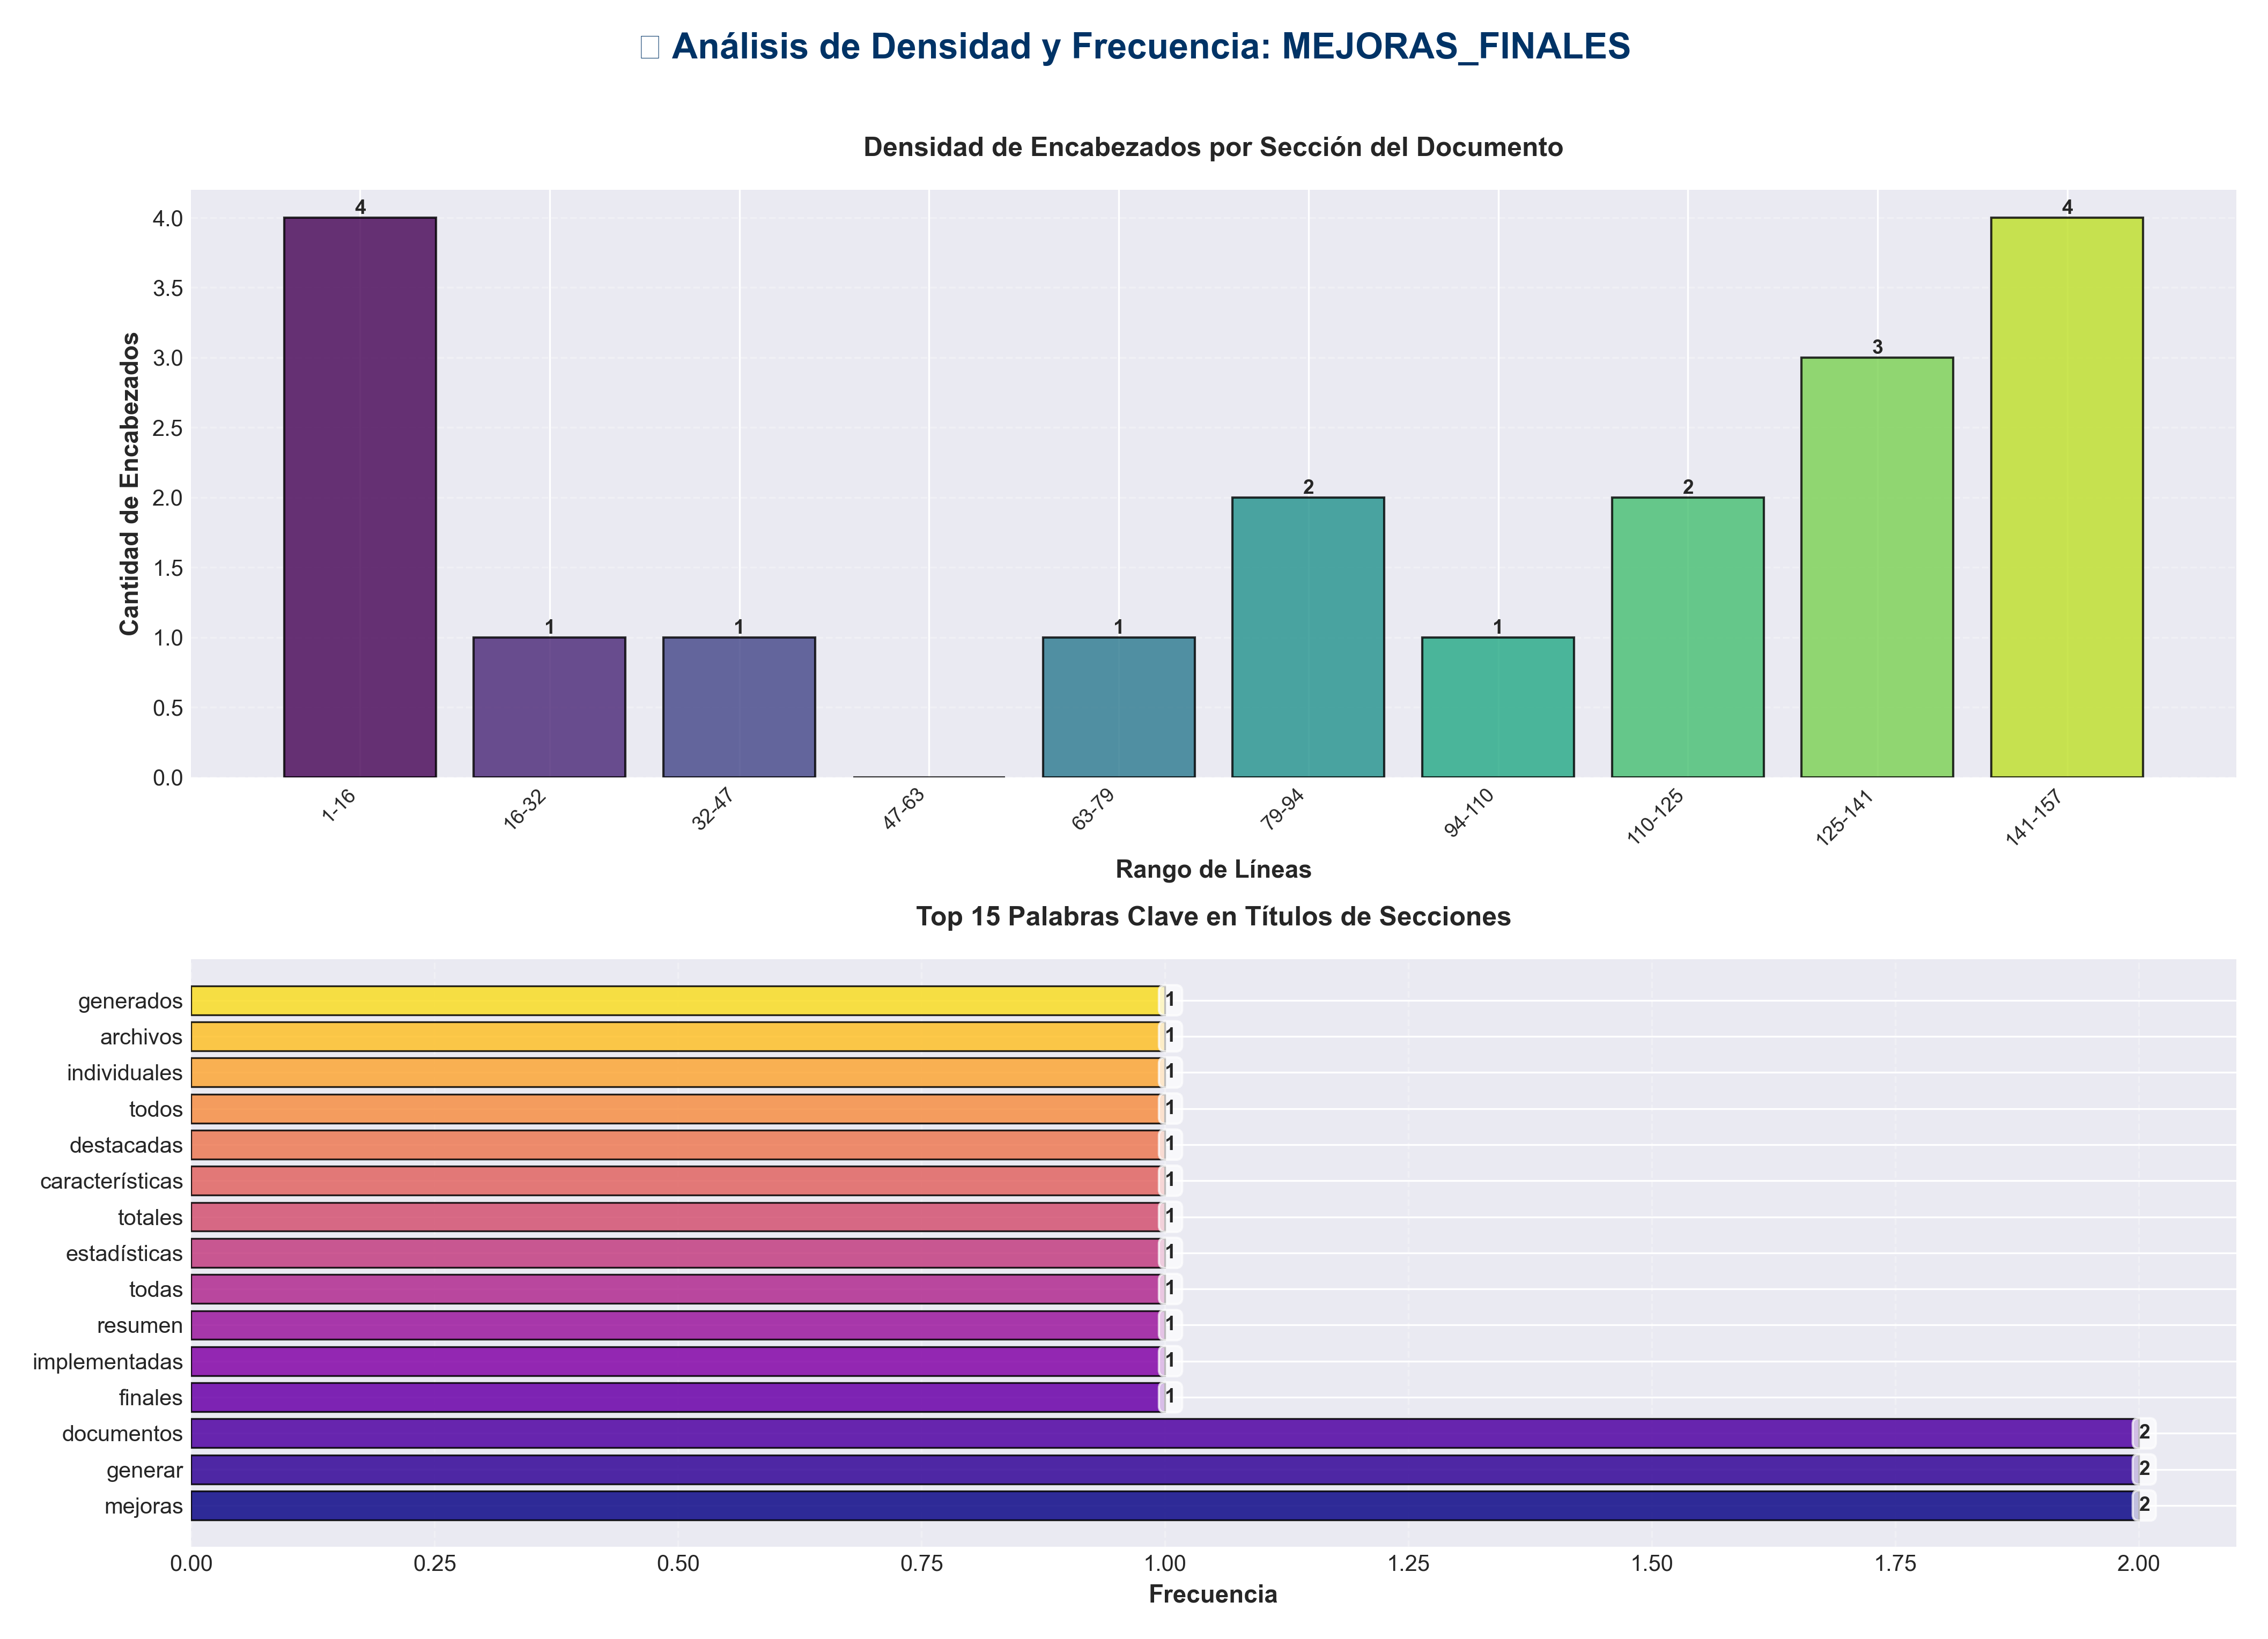 Análisis de Densidad y Frecuencia: MEJORAS_FINALES
Densidad de Encabezados por Sección del Documento
Cantidad de Encabezados
4.0
3.5
3.0
2.5
2.0
1.5
1.0
0.5
0.0
4
1
1
1
2
1
2
3
4
1-16
16-32
32-47
47-63
63-79
79-94
94-110
110-125
125-141
141-157
Rango de Líneas
Top 15 Palabras Clave en Títulos de Secciones
generados 1
archivos 1
individuales 1
todos 1
destacadas 1
características 1
totales 1
estadísticas 1
todas 1
resumen 1
implementadas 1
finales 1
documentos 2
generar 2
mejoras 2
0.00 0.25 0.50 0.75 1.00 1.25 1.50 1.75 2.00
Frecuencia